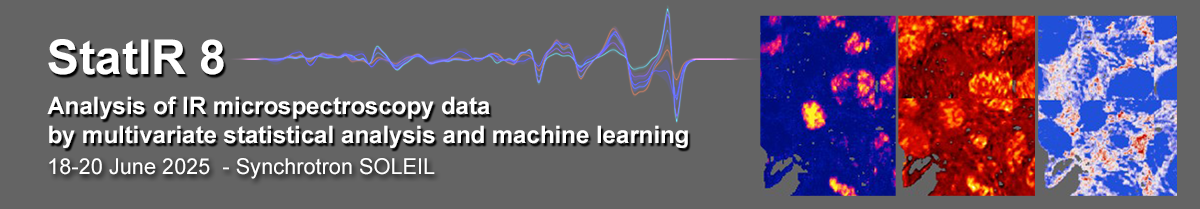 StatIR 8
Analysis of IR microspectroscopy data
by multivariate statistical analysis and machine learning
18-20 June 2025 - Synchrotron SOLEIL